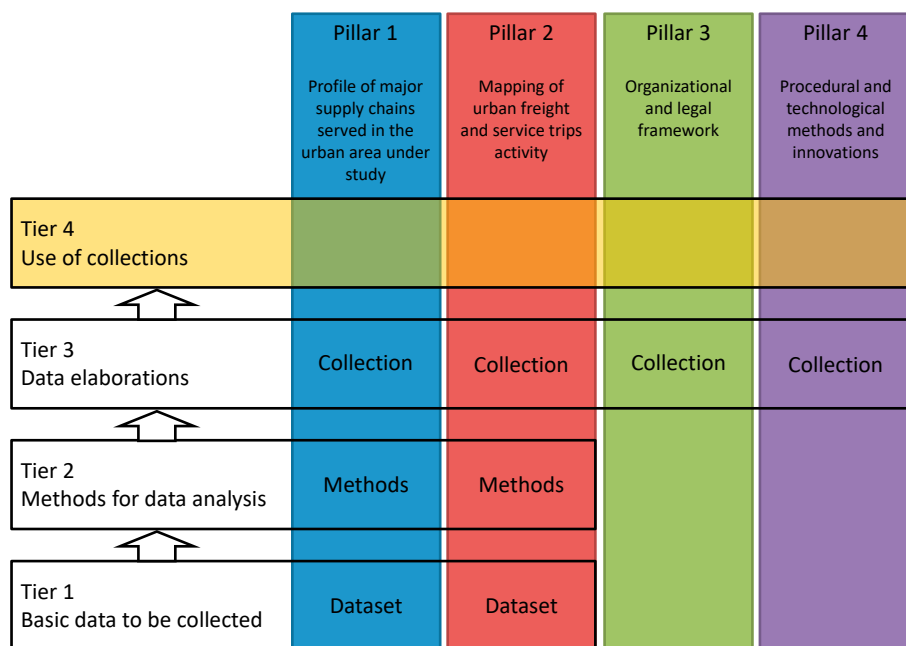 Pillar 1
Profile of major
supply chains
served in the
urban area under
study
Pillar 2
Mapping of
urban freight
and service trips
activity
Pillar 3
Organizational
and legal
framework
Pillar 4
Procedural and
technological
methods and
innovations
Tier 4
Use of collections
Tier 3
Data elaborations
Collection
Collection
Collection
Collection
Tier 2
Methods for data analysis
Methods
Methods
Tier 1
Basic data to be collected
Dataset
Dataset